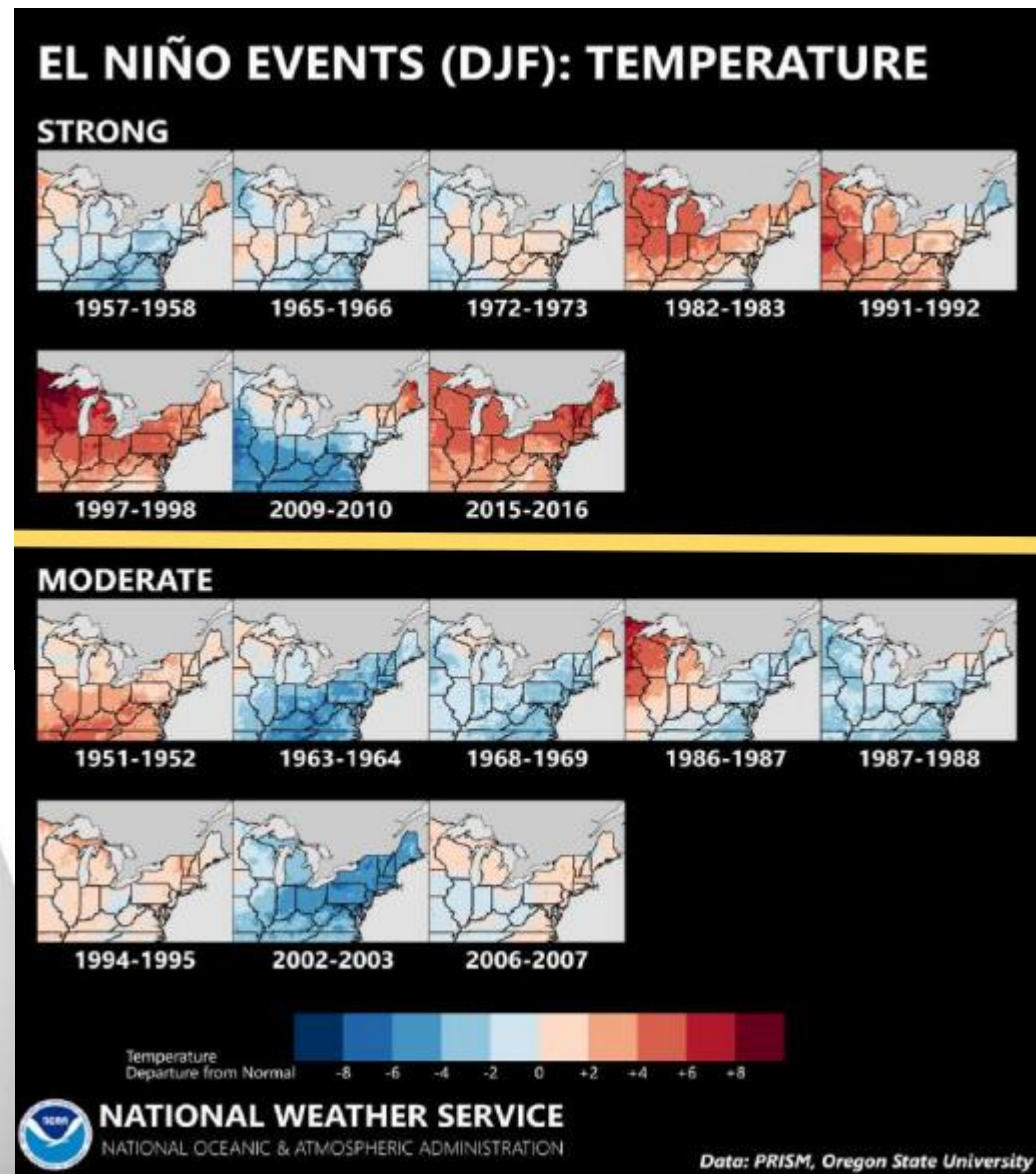 EL NIÑO EVENTS (DJF): TEMPERATURE
STRONG
1957-1958 1965-1966 1972-1973 1982-1983 1991-1992
1997-1998 2009-2010 2015-2016
MODERATE
1951-1952 1963-1964 1968-1969 1986-1987 1987-1988
1994-1995 2002-2003 2006-2007
Temperature
Departure from Normal -8 -6 -4 -2 0 +2 +4 +6 +8
NOAA
NATIONAL WEATHER SERVICE
NATIONAL OCEANIC & ATMOSPHERIC ADMINISTRATION
Data: PRISM, Oregon State University